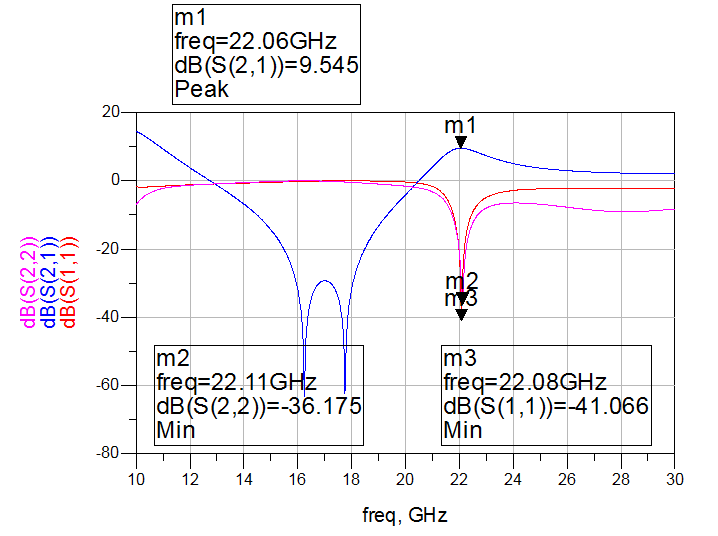 m1
freq=22.06GHz
dB(S(2,1))=9.545
Peak
20
0
-20
-40
-60
-80
dB(S(2,2))
dB(S(2,1))
dB(S(1,1))
m1
m2
m3
m2
freq=22.11GHz
dB(S(2,2))=-36.175
Min
m3
freq=22.08GHz
dB(S(1,1))=-41.066
Min
10 12 14 16 18 20 22 24 26 28 30
freq, GHz